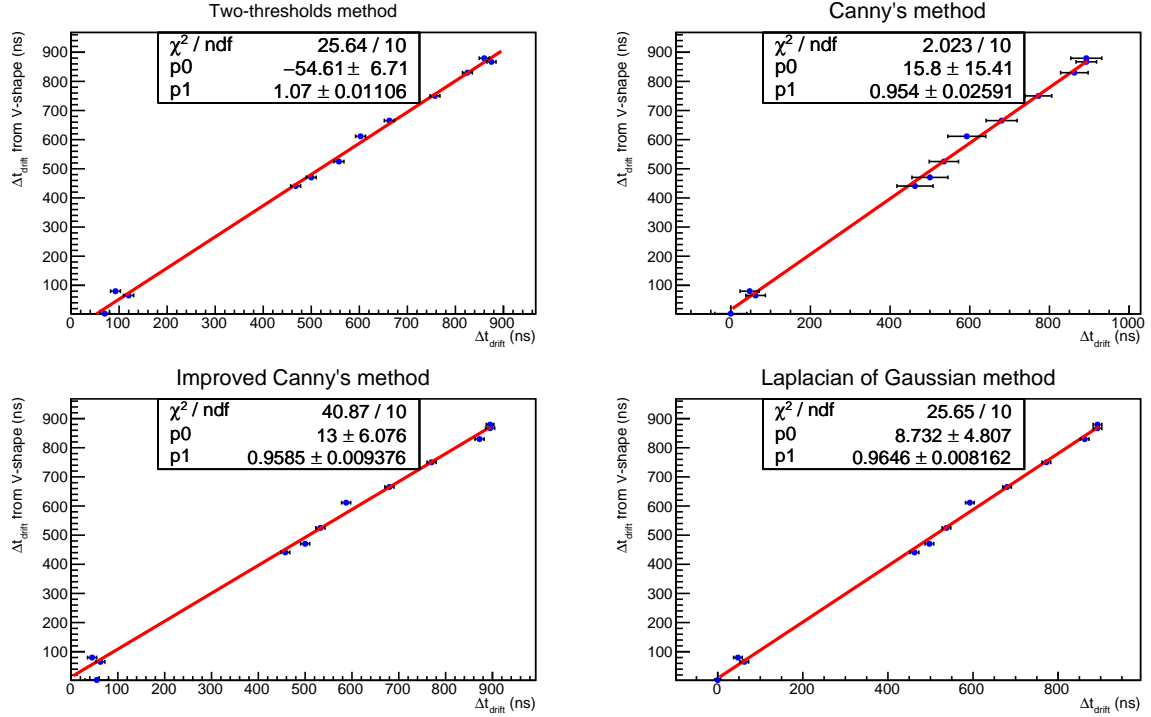 Two-thresholds method
Δt_drift from V-shape (ns)
χ² / ndf 25.64 / 10
p0 −54.61 ± 6.71
p1 1.07 ± 0.01106
900
800
700
600
500
400
300
200
100
0 100 200 300 400 500 600 700 800 900
Δt_drift (ns)
Canny's method
Δt_drift from V-shape (ns)
χ² / ndf 2.023 / 10
p0 15.8 ± 15.41
p1 0.954 ± 0.02591
900
800
700
600
500
400
300
200
100
0 200 400 600 800 1000
Δt_drift (ns)
Improved Canny's method
Δt_drift from V-shape (ns)
χ² / ndf 40.87 / 10
p0 13 ± 6.076
p1 0.9585 ± 0.009376
900
800
700
600
500
400
300
200
100
0 100 200 300 400 500 600 700 800 900
Δt_drift (ns)
Laplacian of Gaussian method
Δt_drift from V-shape (ns)
χ² / ndf 25.65 / 10
p0 8.732 ± 4.807
p1 0.9646 ± 0.008162
900
800
700
600
500
400
300
200
100
0 200 400 600 800
Δt_drift (ns)